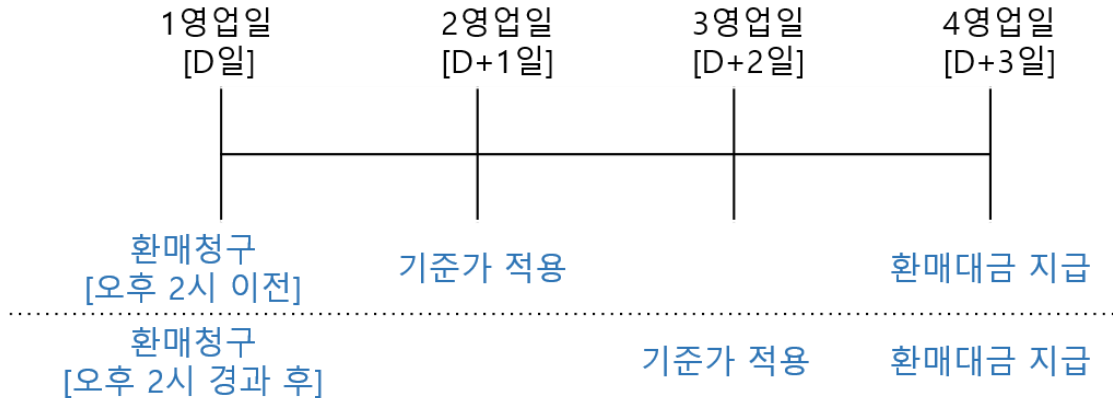 1영업일 2영업일 3영업일 4영업일
[D일] [D+1일] [D+2일] [D+3일]
환매청구
[오후 2시 이전] 기준가 적용 환매대금 지급
환매청구
[오후 2시 경과 후] 기준가 적용 환매대금 지급